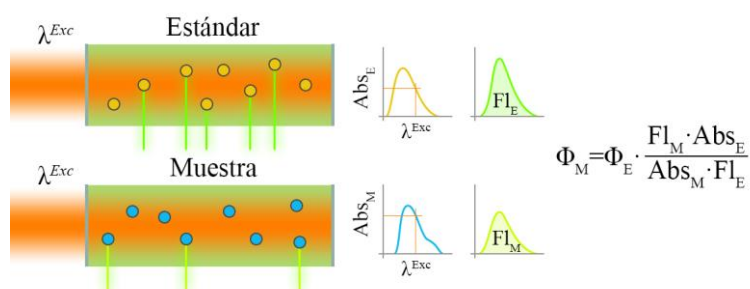 λ^Exc
Estándar
Abs_E
λ^Exc
Fl_E
λ^Exc
Muestra
Abs_M
λ^Exc
Fl_M
Φ_M=Φ_E·Fl_M·Abs_E
Abs_M·Fl_E